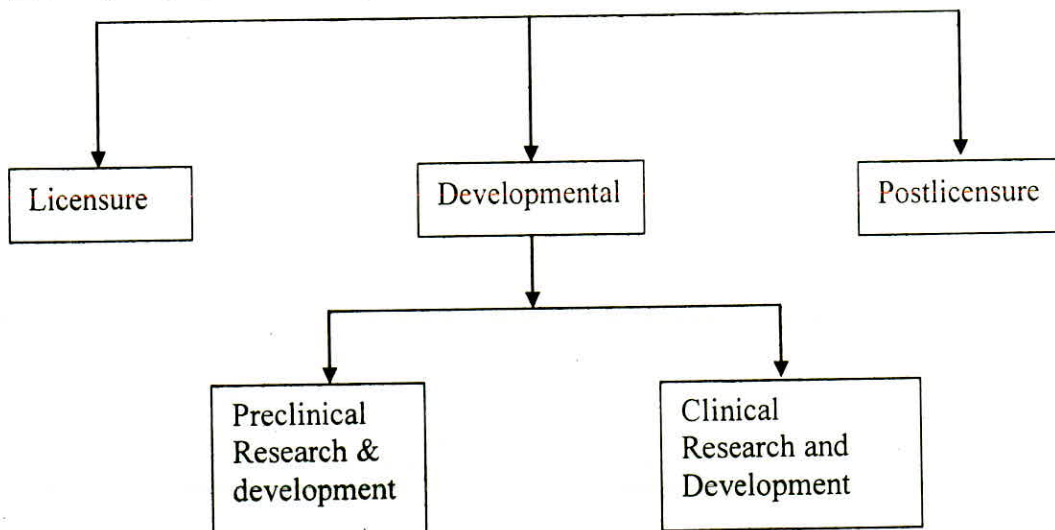 Licensure
Developmental
Postlicensure
Preclinical
Research &
development
Clinical
Research and
Development